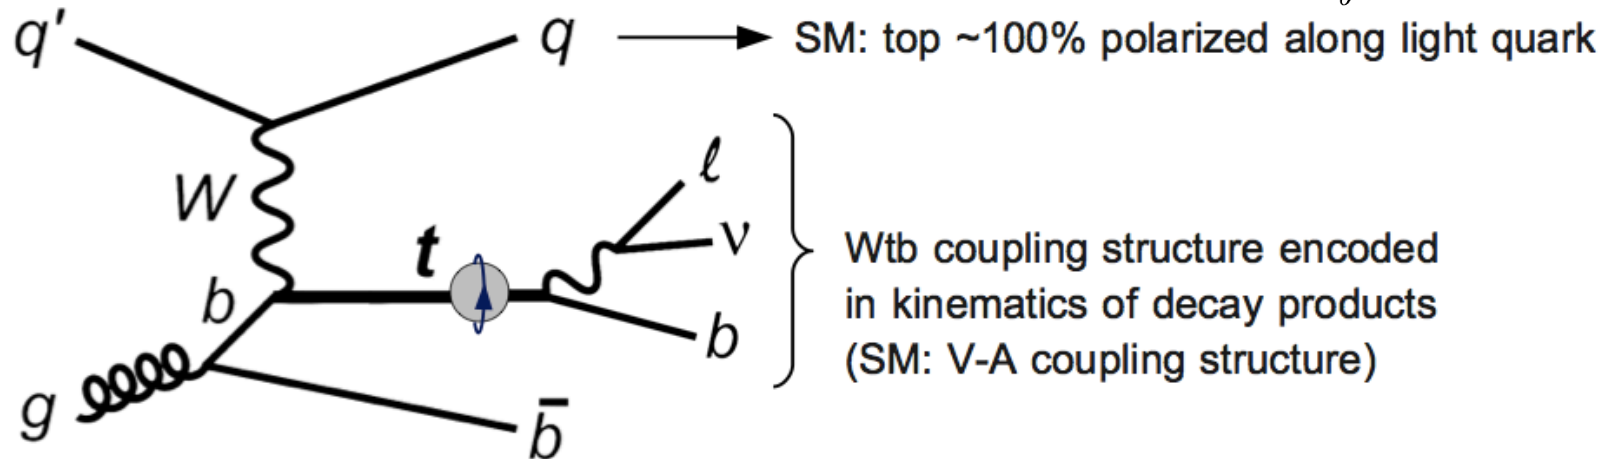 q′
q
SM: top ~100% polarized along light quark
ℓ
W
ν
t
Wtb coupling structure encoded
b
in kinematics of decay products
b
(SM: V-A coupling structure)
g
b̄